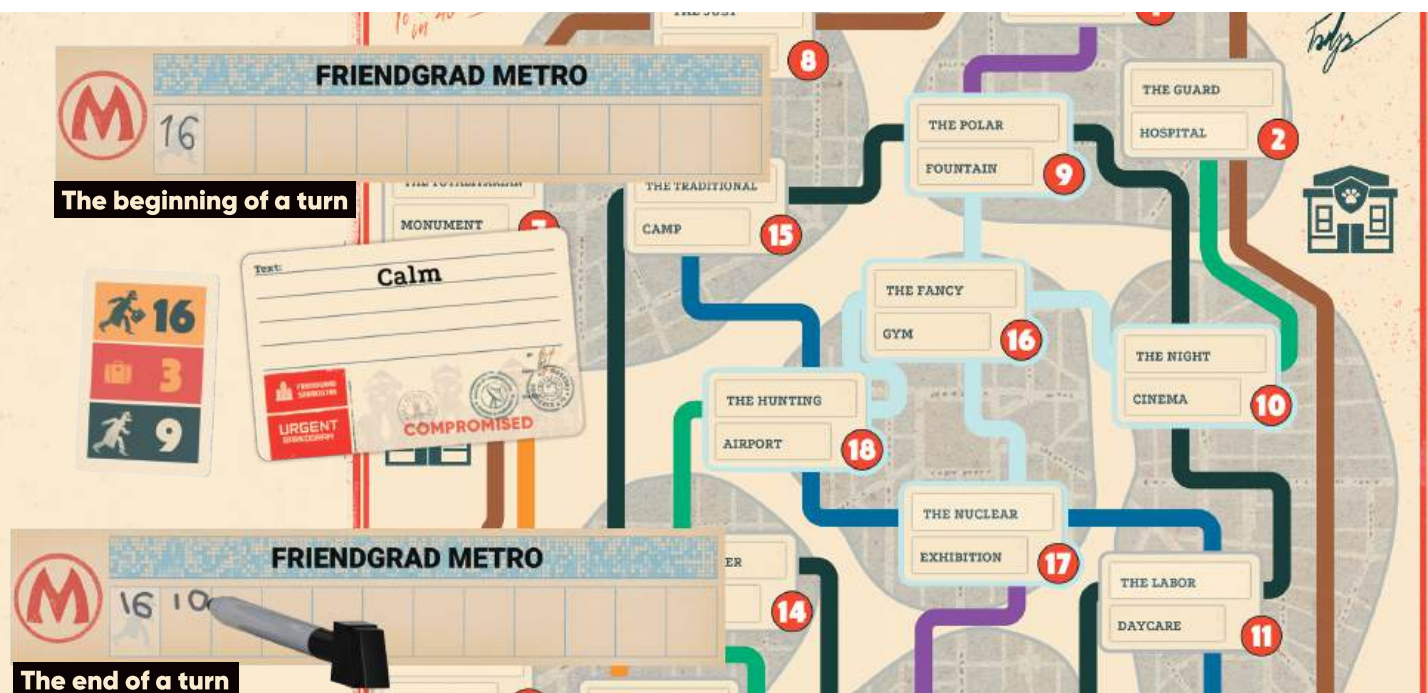 8
FRIENDGRAD METRO
16
The beginning of a turn
THE GUARD
HOSPITAL
2
THE POLAR
FOUNTAIN
9
THE TRADITIONAL
CAMP
15
MONUMENT
Text:
Calm
FRIENDGRAD
URGENT
COMPROMISED
16
3
9
THE FANCY
GYM
16
THE NIGHT
CINEMA
10
THE HUNTING
AIRPORT
18
THE NUCLEAR
EXHIBITION
17
THE LABOR
DAYCARE
11
ER
14
FRIENDGRAD METRO
16 10
The end of a turn